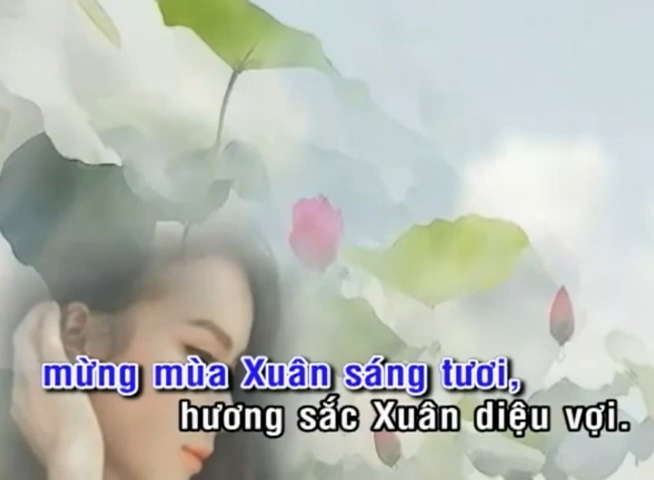 mừng mùa Xuân sáng tươi,
hương sắc Xuân diệu vợi.